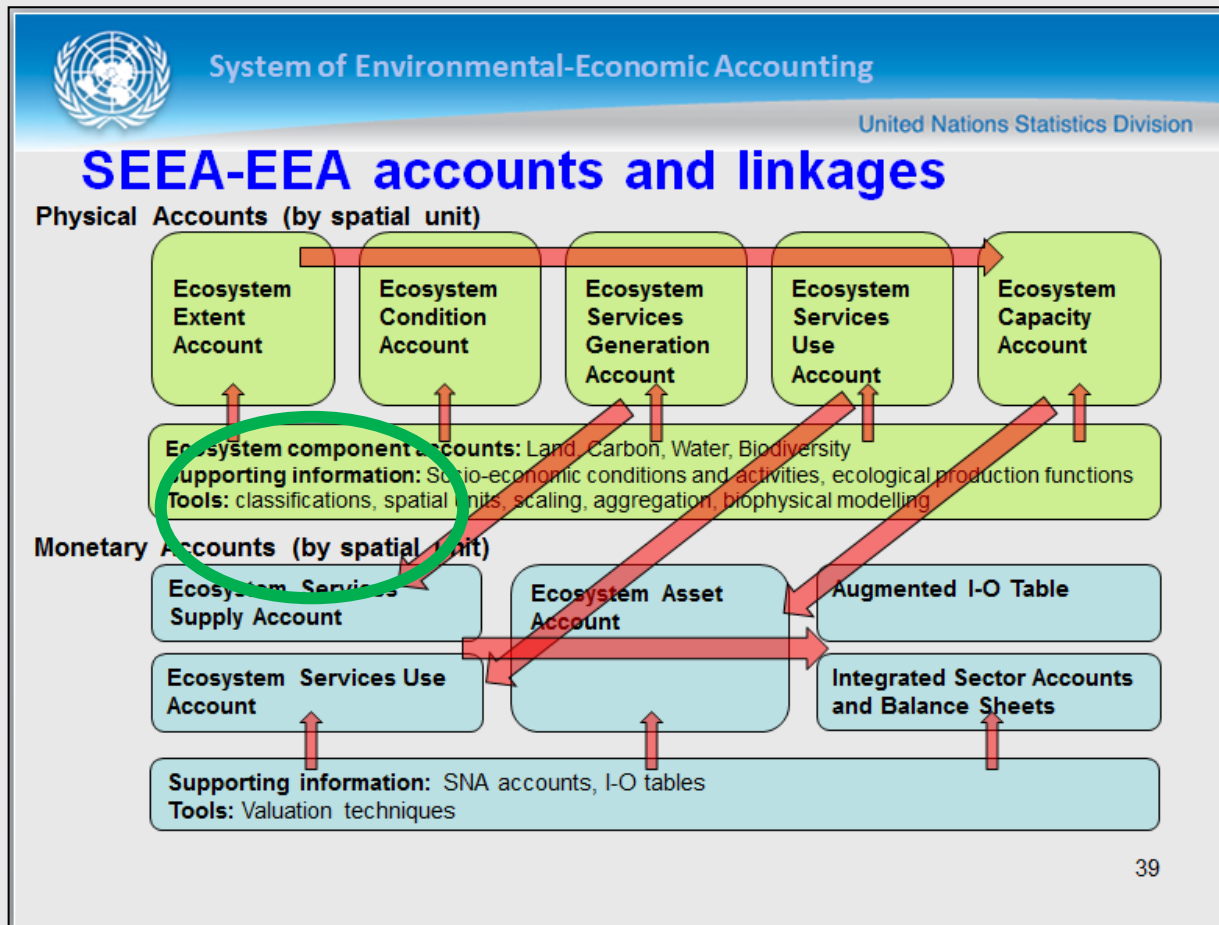 System of Environmental-Economic Accounting
United Nations Statistics Division
SEEA-EEA accounts and linkages
Physical Accounts (by spatial unit)
Ecosystem
Extent
Account
Ecosystem
Condition
Account
Ecosystem
Services
Generation
Account
Ecosystem
Services
Use
Account
Ecosystem
Capacity
Account
Ecosystem component accounts: Land, Carbon, Water, Biodiversity
Supporting information: Socio-economic conditions and activities, ecological production functions
Tools: classifications, spatial units, scaling, aggregation, biophysical modelling
Monetary Accounts (by spatial unit)
Ecosystem Services
Supply Account
Ecosystem Asset
Account
Augmented I-O Table
Ecosystem Services Use
Account
Integrated Sector Accounts
and Balance Sheets
Supporting information: SNA accounts, I-O tables
Tools: Valuation techniques
39